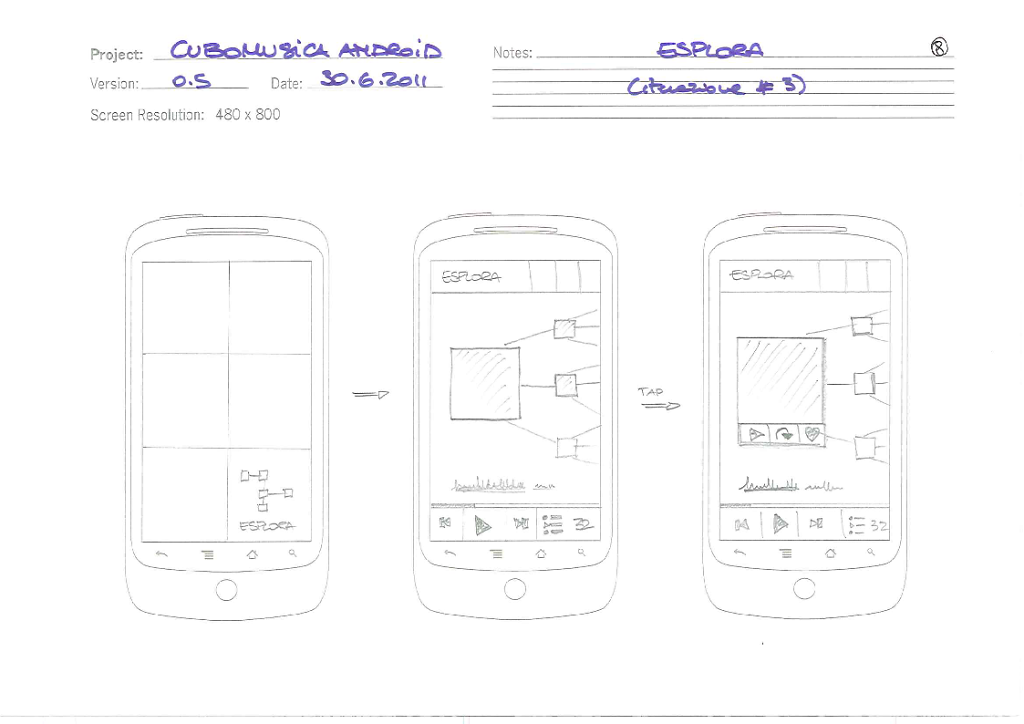 Project: CUBOMUSICA ANDROID
Version: 0.5 Date: 30.6.2011
Screen Resolution: 480 x 800
Notes: ESPLORA 8
(iterazione # 3)
ESPLORA
ESPLORA
32
TAP
ESPLORA
32